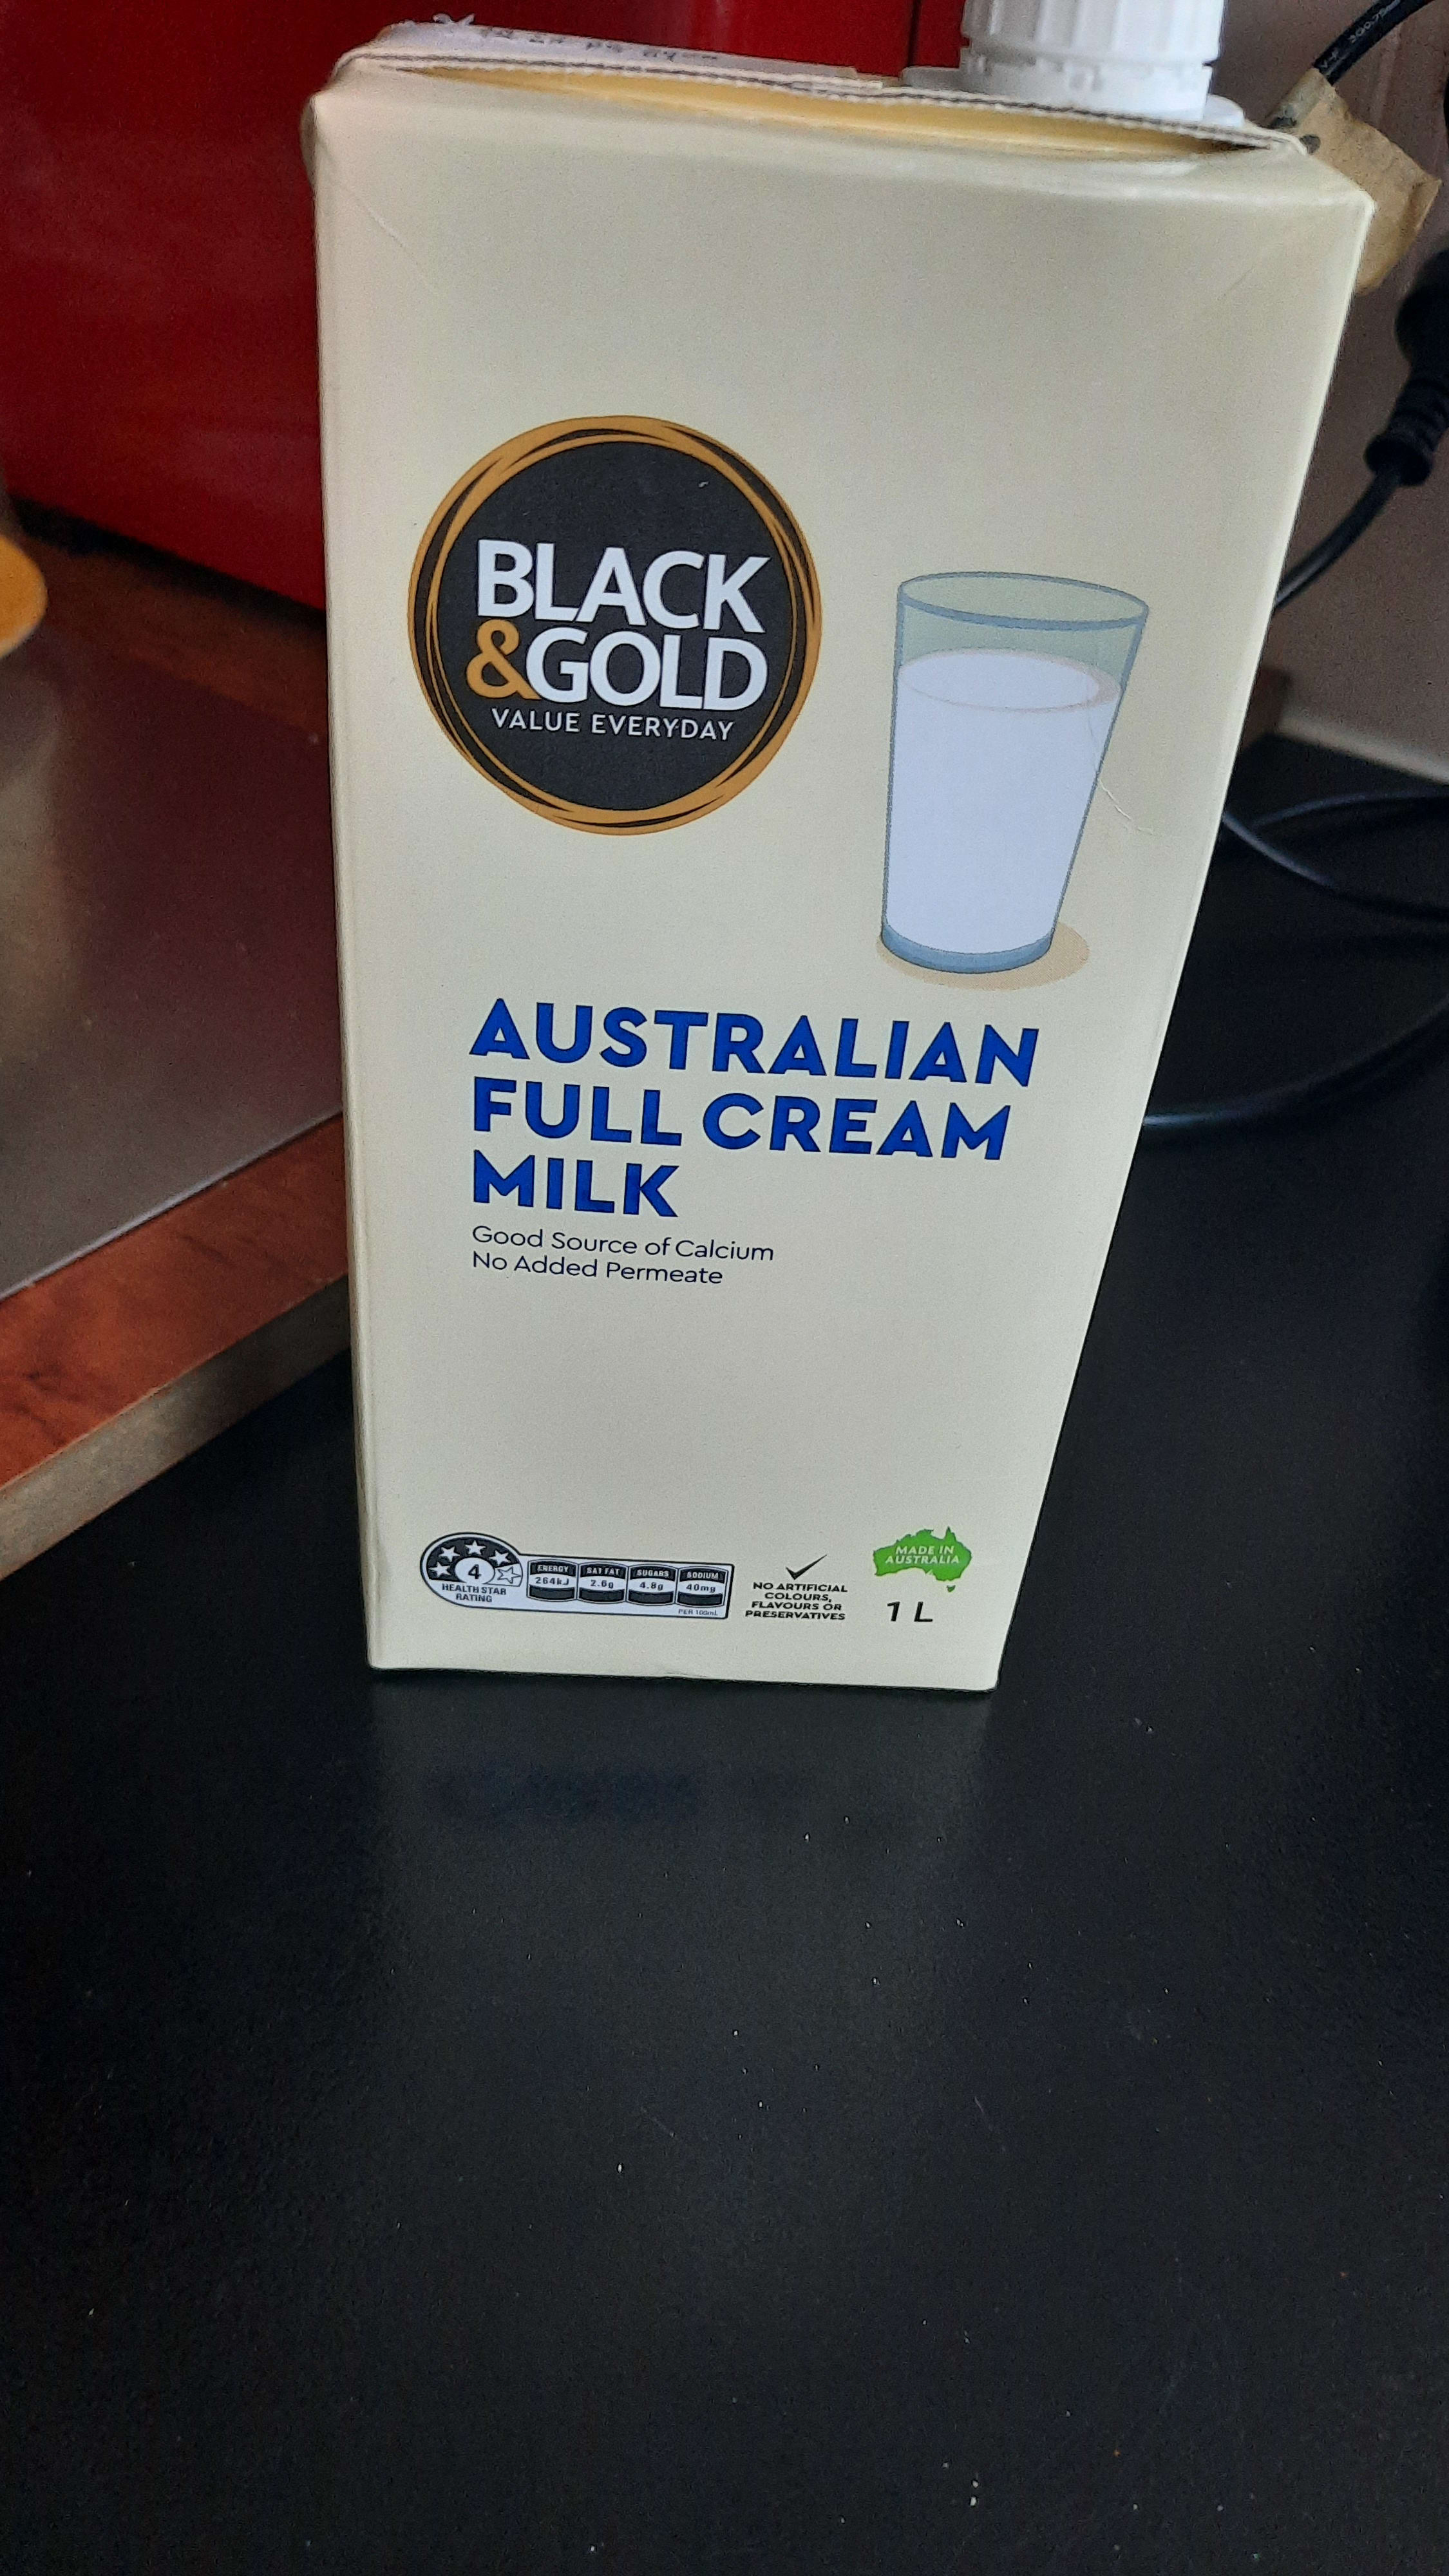 BLACK
&GOLD
VALUE EVERYDAY
AUSTRALIAN
FULL CREAM
MILK
Good Source of Calcium
No Added Permeate
4
HEALTH STAR
RATING
ENERGY
264kJ
SAT FAT
2.6g
SUGARS
4.8g
SODIUM
40mg
PER 100mL
NO ARTIFICIAL
COLOURS,
FLAVOURS OR
PRESERVATIVES
MADE IN
AUSTRALIA
1 L